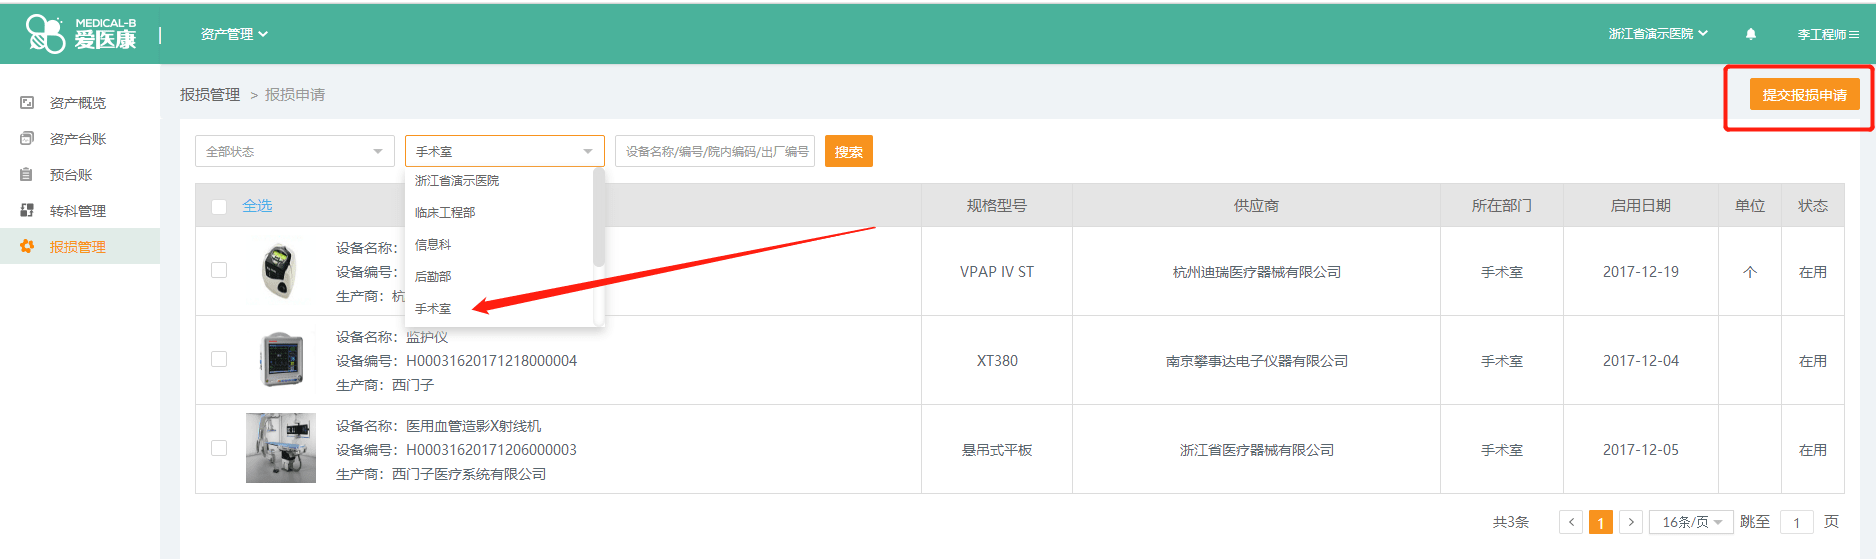 MEDICAL-B
爱医康
资产管理
浙江省演示医院
李工程师
资产概览
资产台账
预台账
转科管理
报损管理
报损管理 > 报损申请
提交报损申请
全部状态
手术室
设备名称/编号/院内编码/出厂编号
搜索
浙江省演示医院
临床工程部
信息科
后勤部
手术室
全选
规格型号
供应商
所在部门
启用日期
单位
状态
设备名称：
设备编号：
生产商：杭
VPAP IV ST
杭州迪瑞医疗器械有限公司
手术室
2017-12-19
个
在用
设备名称：监护仪
设备编号：H00031620171218000004
生产商：西门子
XT380
南京攀事达电子仪器有限公司
手术室
2017-12-04
在用
设备名称：医用血管造影X射线机
设备编号：H00031620171206000003
生产商：西门子医疗系统有限公司
悬吊式平板
浙江省医疗器械有限公司
手术室
2017-12-05
在用
共3条
< 1 >
16条/页
跳至 1 页